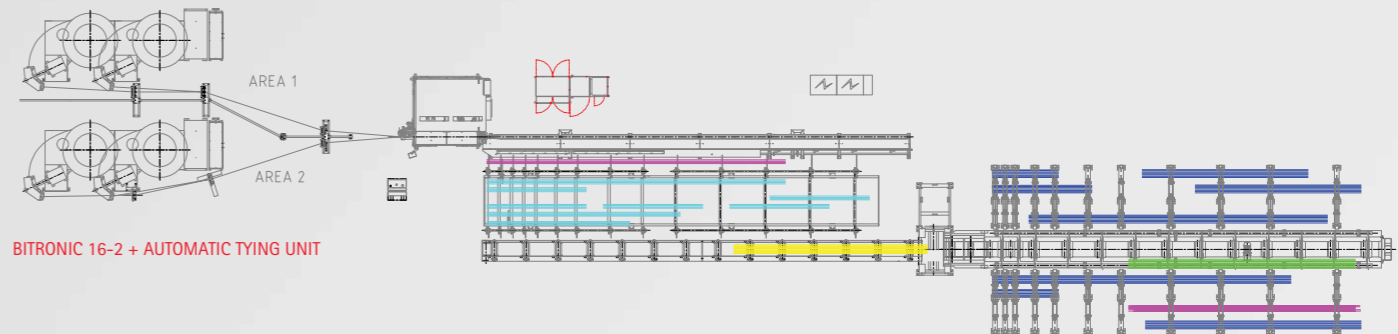 AREA 1
AREA 2
BITRONIC 16-2 + AUTOMATIC TYING UNIT